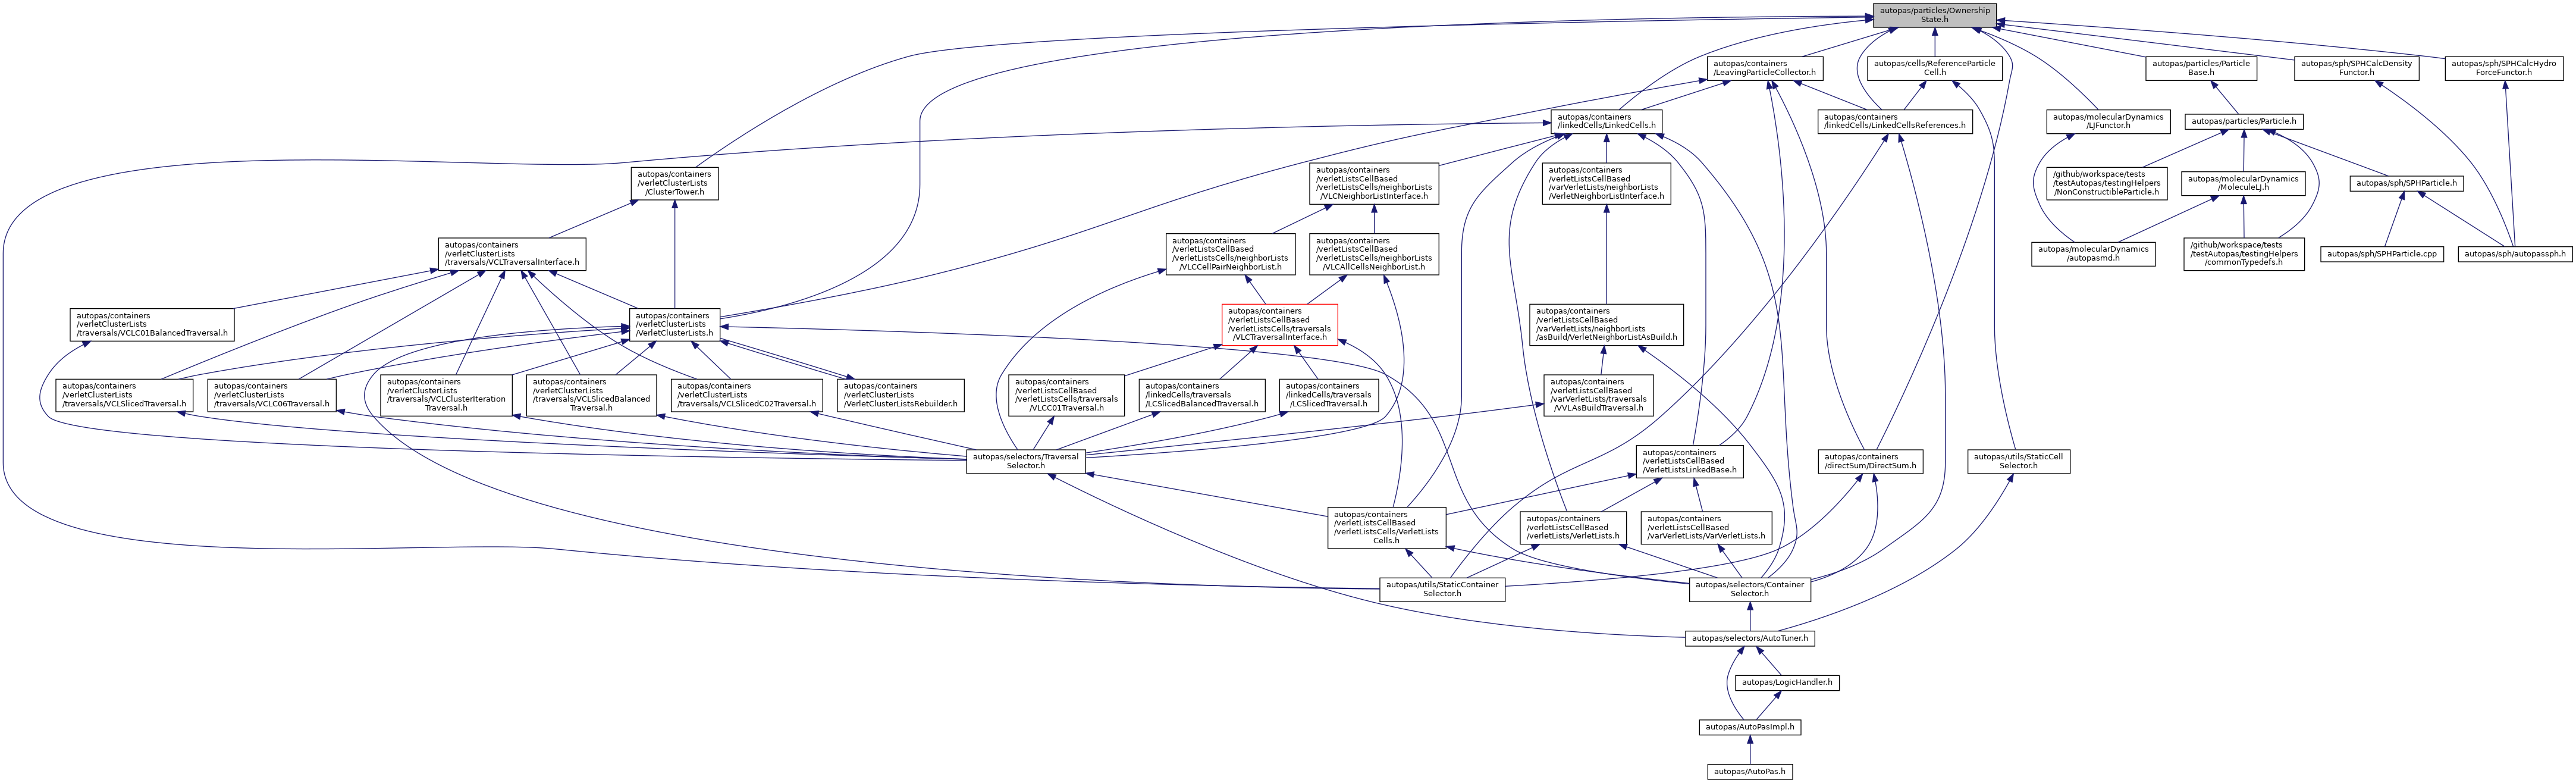 autopas/particles/Ownership
State.h
autopas/containers
/LeavingParticleCollector.h
autopas/cells/ReferenceParticle
Cell.h
autopas/particles/Particle
Base.h
autopas/sph/SPHCalcDensity
Functor.h
autopas/sph/SPHCalcHydro
ForceFunctor.h
autopas/containers
/linkedCells/LinkedCells.h
autopas/containers
/linkedCells/LinkedCellsReferences.h
autopas/molecularDynamics
/LJFunctor.h
autopas/particles/Particle.h
autopas/containers
/verletClusterLists
/ClusterTower.h
autopas/containers
/verletListsCellBased
/verletListsCells/neighborLists
/VLCNeighborListInterface.h
autopas/containers
/verletListsCellBased
/varVerletLists/neighborLists
/VerletNeighborListInterface.h
/github/workspace/tests
/testAutopas/testingHelpers
/NonConstructibleParticle.h
autopas/molecularDynamics
/MoleculeLJ.h
autopas/sph/SPHParticle.h
autopas/containers
/verletClusterLists
/traversals/VCLTraversalInterface.h
autopas/containers
/verletListsCellBased
/verletListsCells/neighborLists
/VLCCellPairNeighborList.h
autopas/containers
/verletListsCellBased
/verletListsCells/neighborLists
/VLCAllCellsNeighborList.h
autopas/molecularDynamics
/autopasmd.h
/github/workspace/tests
/testAutopas/testingHelpers
/commonTypedefs.h
autopas/sph/SPHParticle.cpp
autopas/sph/autopassph.h
autopas/containers
/verletClusterLists
/traversals/VCLC01BalancedTraversal.h
autopas/containers
/verletClusterLists
/VerletClusterLists.h
autopas/containers
/verletListsCellBased
/verletListsCells/traversals
/VLCTraversalInterface.h
autopas/containers
/verletListsCellBased
/varVerletLists/neighborLists
/asBuild/VerletNeighborListAsBuild.h
autopas/containers
/verletClusterLists
/traversals/VCLSlicedTraversal.h
autopas/containers
/verletClusterLists
/traversals/VCLC06Traversal.h
autopas/containers
/verletClusterLists
/traversals/VCLClusterIteration
Traversal.h
autopas/containers
/verletClusterLists
/traversals/VCLSlicedBalanced
Traversal.h
autopas/containers
/verletClusterLists
/traversals/VCLSlicedC02Traversal.h
autopas/containers
/verletClusterLists
/VerletClusterListsRebuilder.h
autopas/containers
/verletListsCellBased
/verletListsCells/traversals
/VLCC01Traversal.h
autopas/containers
/linkedCells/traversals
/LCSlicedBalancedTraversal.h
autopas/containers
/linkedCells/traversals
/LCSlicedTraversal.h
autopas/containers
/verletListsCellBased
/varVerletLists/traversals
/VVLAsBuildTraversal.h
autopas/selectors/Traversal
Selector.h
autopas/containers
/verletListsCellBased
/VerletListsLinkedBase.h
autopas/containers
/directSum/DirectSum.h
autopas/utils/StaticCell
Selector.h
autopas/containers
/verletListsCellBased
/verletListsCells/VerletLists
Cells.h
autopas/containers
/verletListsCellBased
/verletLists/VerletLists.h
autopas/containers
/verletListsCellBased
/varVerletLists/VarVerletLists.h
autopas/utils/StaticContainer
Selector.h
autopas/selectors/Container
Selector.h
autopas/selectors/AutoTuner.h
autopas/LogicHandler.h
autopas/AutoPasImpl.h
autopas/AutoPas.h